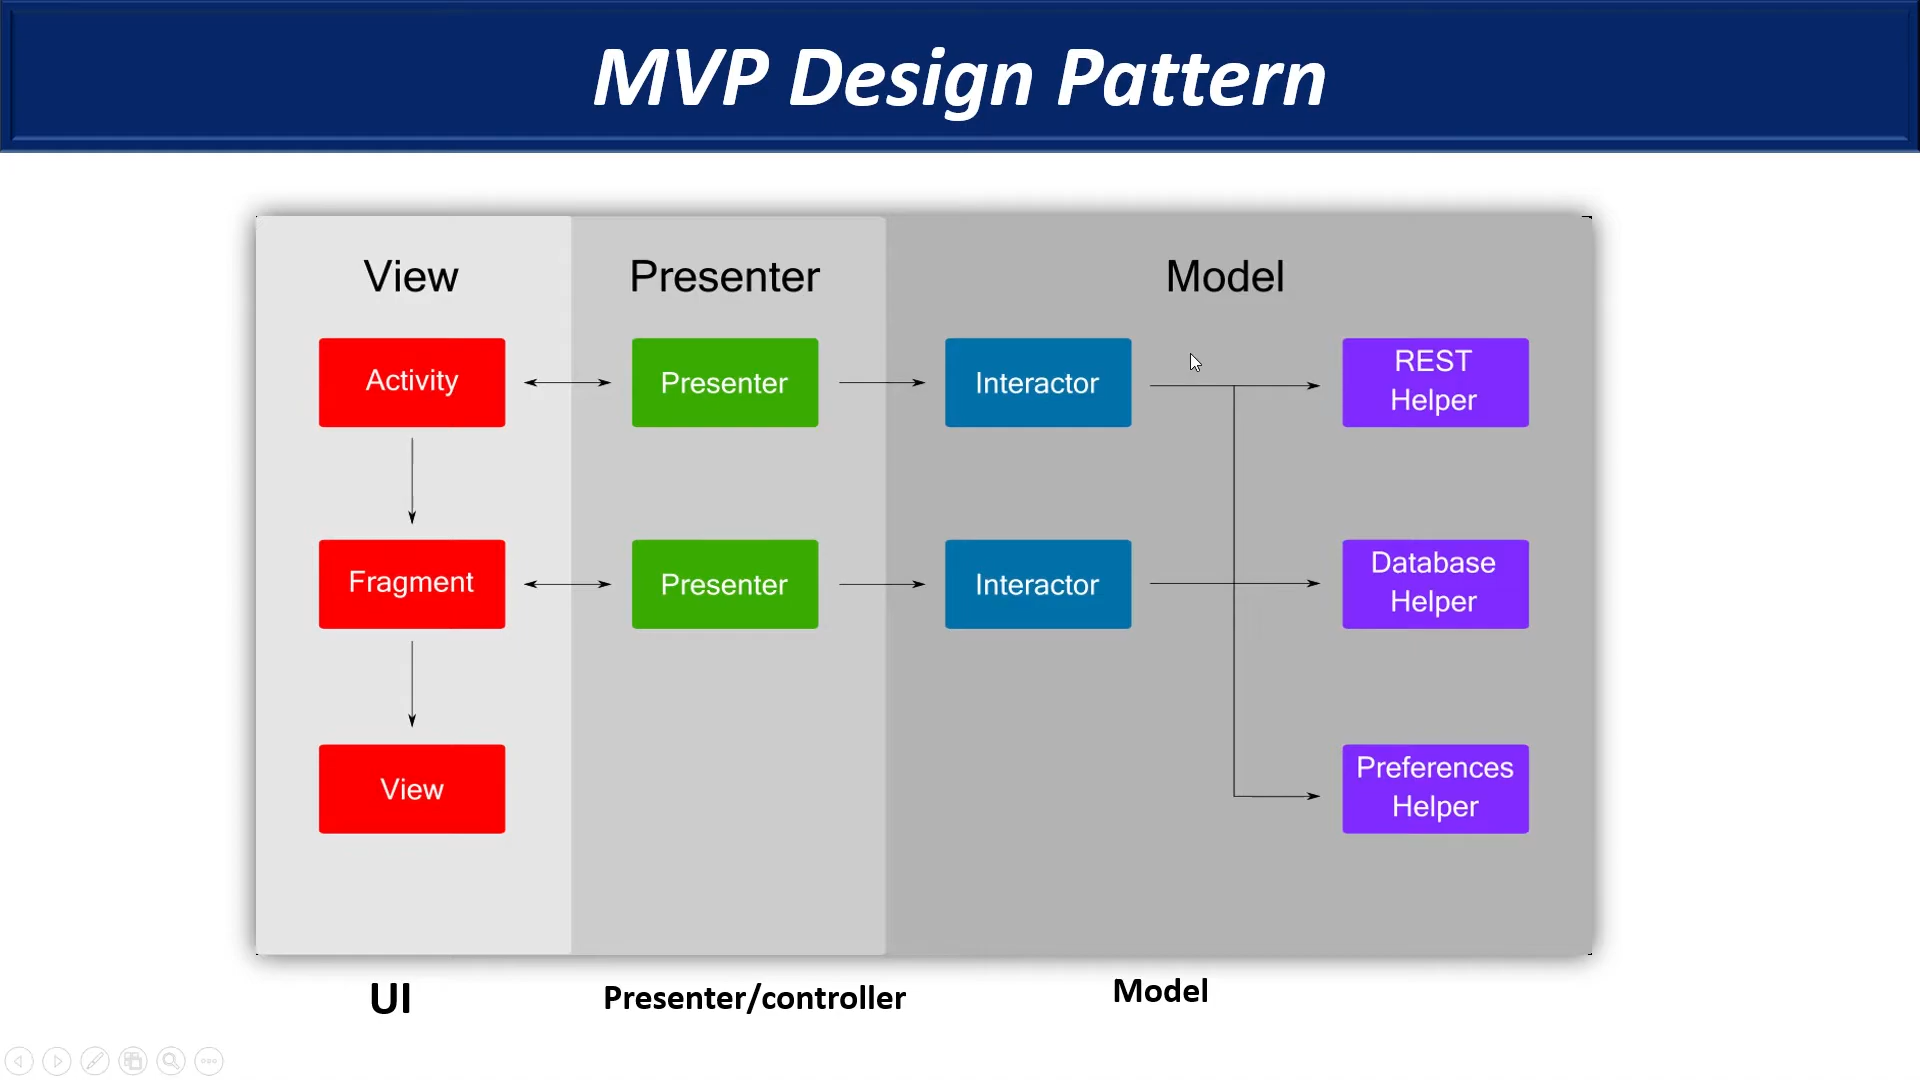 MVP Design Pattern
View
Presenter
Model
Activity
Presenter
Interactor
REST
Helper
Fragment
Presenter
Interactor
Database
Helper
View
Preferences
Helper
UI
Presenter/controller
Model